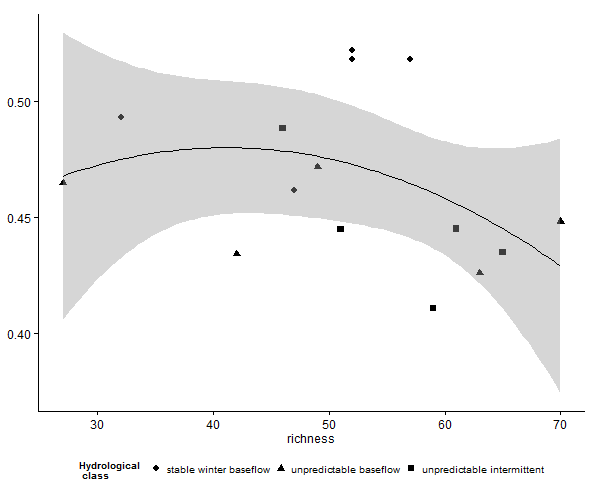 0.50
0.45
0.40
30 40 50 60 70
richness
Hydrological
class
stable winter baseflow unpredictable baseflow unpredictable intermittent